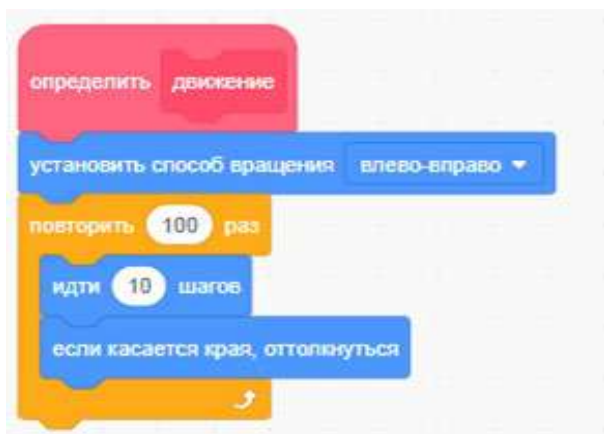 определить движение
установить способ вращения влево-вправо
повторить 100 раз
идти 10 шагов
если касается края, оттолкнуться